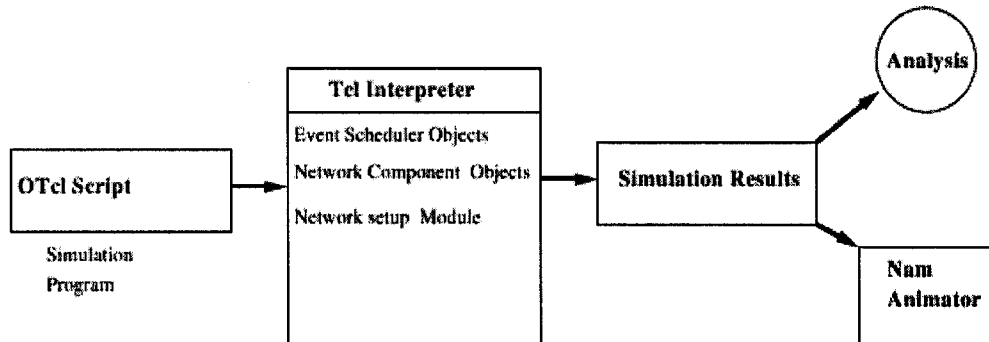 OTcl Script
Simulation
Program
Tcl Interpreter
Event Scheduler Objects
Network Component Objects
Network setup Module
Simulation Results
Analysis
Nam
Animator